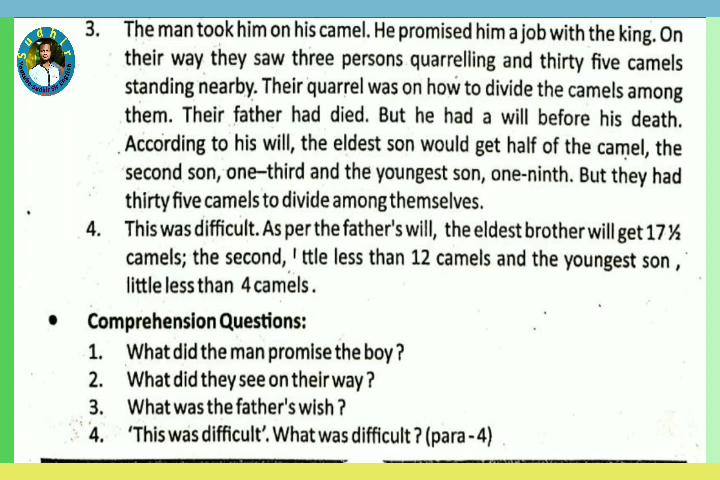 Sudhir
3. The man took him on his camel. He promised him a job with the king. On
their way they saw three persons quarrelling and thirty five camels
standing nearby. Their quarrel was on how to divide the camels among
them. Their father had died. But he had a will before his death.
According to his will, the eldest son would get half of the camel, the
second son, one–third and the youngest son, one-ninth. But they had
thirty five camels to divide among themselves.
4. This was difficult. As per the father's will, the eldest brother will get 17 ½
camels; the second, ttle less than 12 camels and the youngest son ,
little less than 4 camels .
• Comprehension Questions:
1. What did the man promise the boy ?
2. What did they see on their way ?
3. What was the father's wish ?
4. 'This was difficult'. What was difficult ? (para - 4)